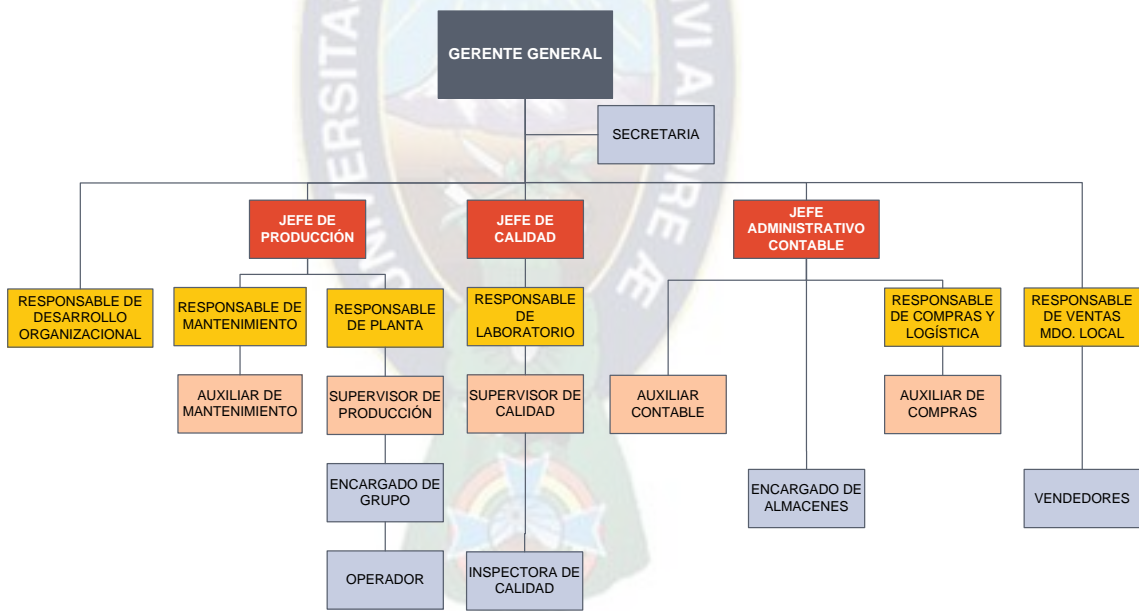 GERENTE GENERAL
SECRETARIA
JEFE DE
PRODUCCIÓN
JEFE DE
CALIDAD
JEFE
ADMINISTRATIVO
CONTABLE
RESPONSABLE DE
DESARROLLO
ORGANIZACIONAL
RESPONSABLE DE
MANTENIMIENTO
RESPONSABLE
DE PLANTA
RESPONSABLE
DE
LABORATORIO
RESPONSABLE
DE COMPRAS Y
LOGÍSTICA
RESPONSABLE
DE VENTAS
MDO. LOCAL
AUXILIAR DE
MANTENIMIENTO
SUPERVISOR DE
PRODUCCIÓN
SUPERVISOR DE
CALIDAD
AUXILIAR
CONTABLE
AUXILIAR DE
COMPRAS
ENCARGADO DE
GRUPO
ENCARGADO DE
ALMACENES
VENDEDORES
OPERADOR
INSPECTORA DE
CALIDAD